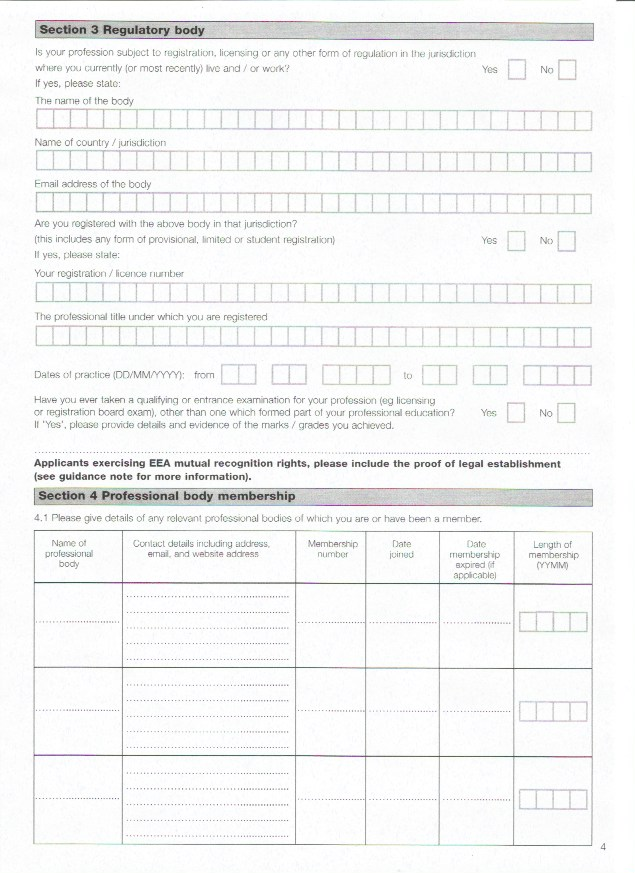 Section 3 Regulatory body
Is your profession subject to registration, licensing or any other form of regulation in the jurisdiction
where you currently (or most recently) live and / or work? Yes No
If yes, please state:
The name of the body
Name of country / jurisdiction
Email address of the body
Are you registered with the above body in that jurisdiction?
(this includes any form of provisional, limited or student registration) Yes No
If yes, please state:
Your registration / licence number
The professional title under which you are registered
Dates of practice (DD/MM/YYYY): from to
Have you ever taken a qualifying or entrance examination for your profession (eg licensing
or registration board exam), other than one which formed part of your professional education? Yes No
If 'Yes', please provide details and evidence of the marks / grades you achieved.
Applicants exercising EEA mutual recognition rights, please include the proof of legal establishment
(see guidance note for more information).
Section 4 Professional body membership
4.1 Please give details of any relevant professional bodies of which you are or have been a member.
Name of
professional
body
Contact details including address,
email, and website address
Membership
number
Date
joined
Date
membership
expired (if
applicable)
Length of
membership
(YYMM)
4